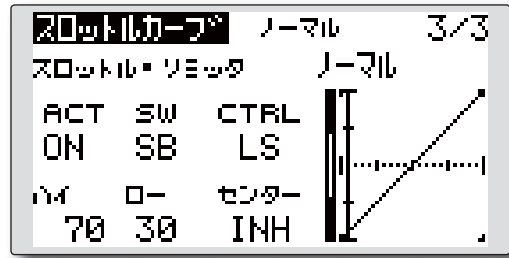 スロットルカーブ ノーマル 3/3
スロットル・リミッタ ノーマル
ACT SW CTRL
ON SB LS
ハイ ロー センター
70 30 INH